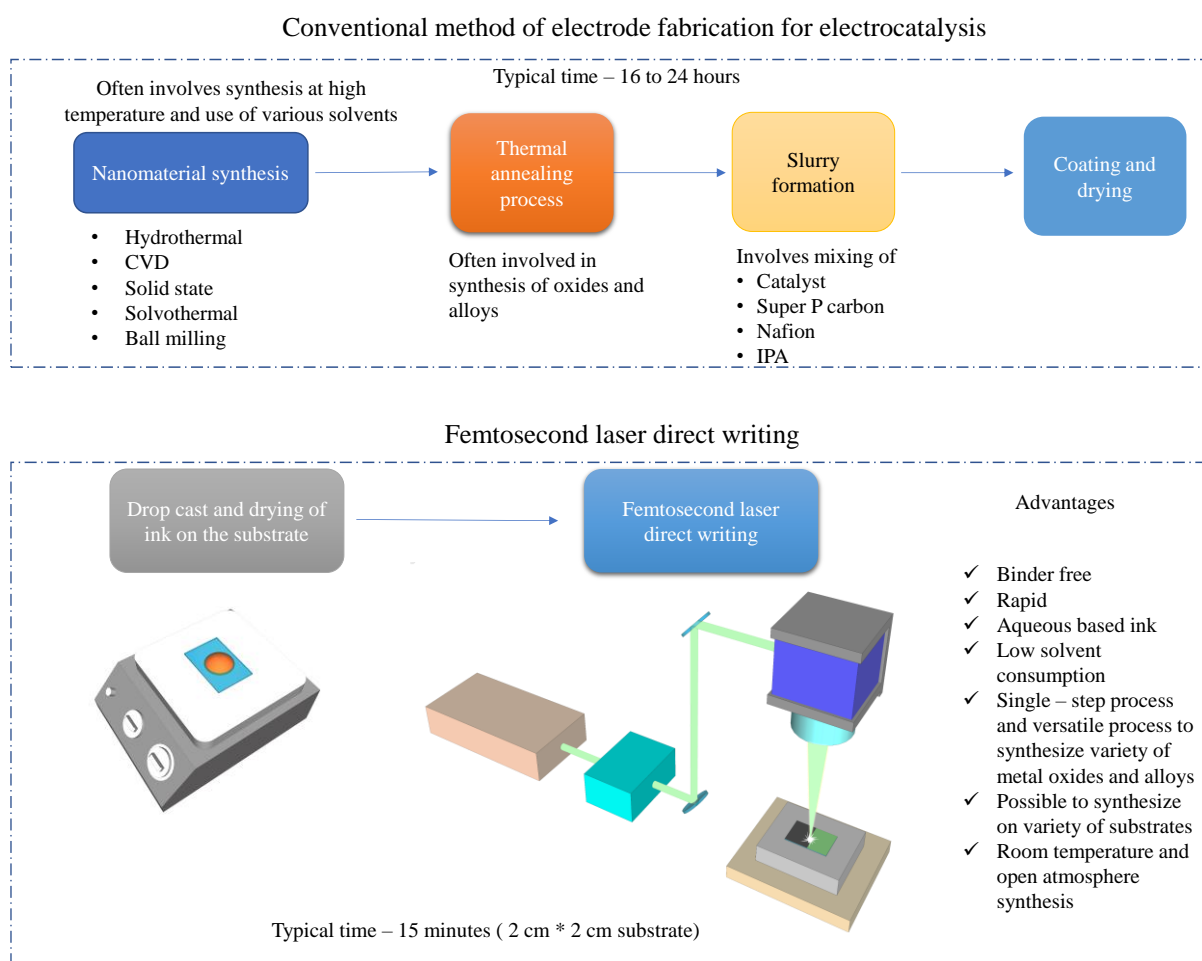 Conventional method of electrode fabrication for electrocatalysis
Typical time – 16 to 24 hours
Often involves synthesis at high
temperature and use of various solvents
Nanomaterial synthesis
• Hydrothermal
• CVD
• Solid state
• Solvothermal
• Ball milling
Thermal
annealing
process
Often involved in
synthesis of oxides and
alloys
Slurry
formation
Involves mixing of
• Catalyst
• Super P carbon
• Nafion
• IPA
Coating and
drying
Femtosecond laser direct writing
Drop cast and drying of
ink on the substrate
Femtosecond laser
direct writing
Advantages
✓ Binder free
✓ Rapid
✓ Aqueous based ink
✓ Low solvent
consumption
✓ Single – step process
and versatile process to
synthesize variety of
metal oxides and alloys
✓ Possible to synthesize
on variety of substrates
✓ Room temperature and
open atmosphere
synthesis
Typical time – 15 minutes ( 2 cm * 2 cm substrate)